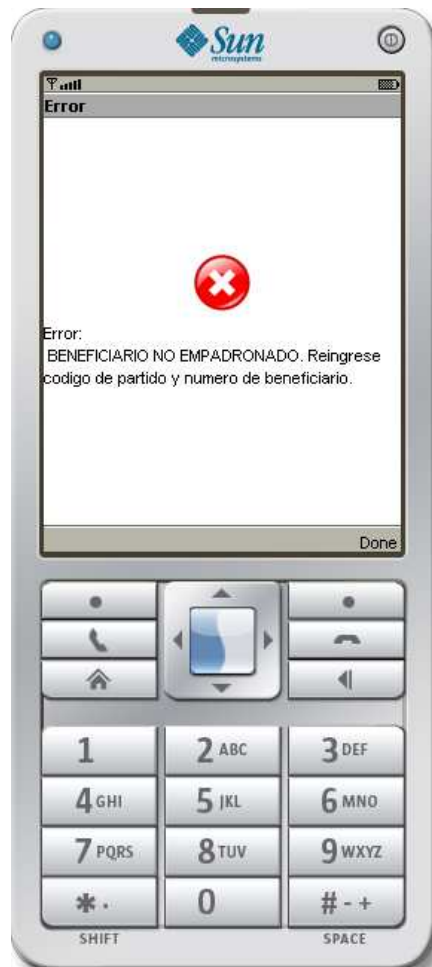 Sun
microsystems
Error
Error:
BENEFICIARIO NO EMPADRONADO. Reingrese
codigo de partido y numero de beneficiario.
Done
1
2 ABC
3 DEF
4 GHI
5 JKL
6 MNO
7 PQRS
8 TUV
9 WXYZ
* .
0
# - +
SHIFT
SPACE